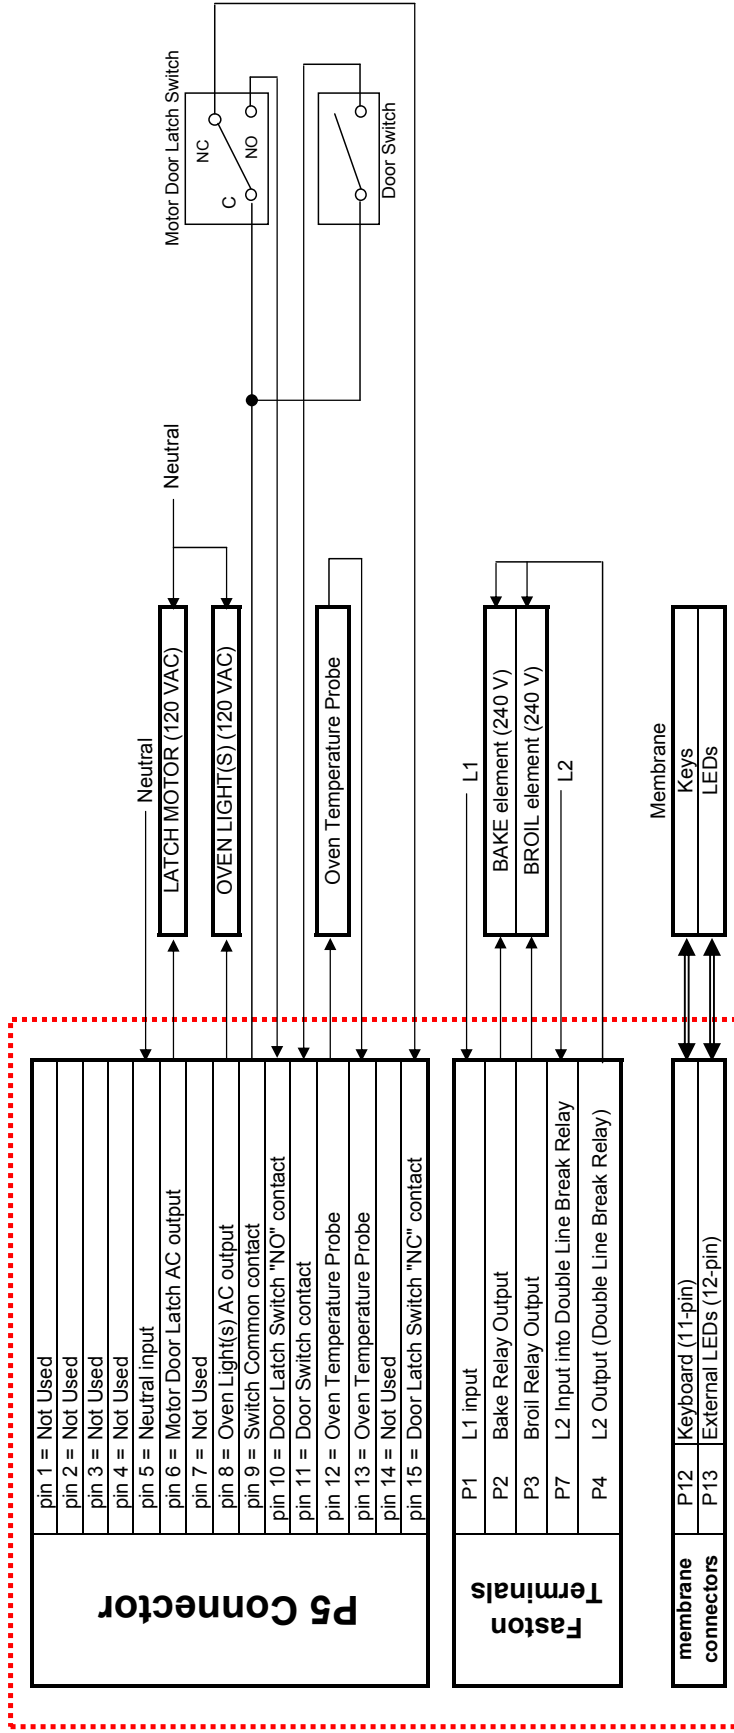 P5 Connector
pin 1 = Not Used
pin 2 = Not Used
pin 3 = Not Used
pin 4 = Not Used
pin 5 = Neutral input
pin 6 = Motor Door Latch AC output
pin 7 = Not Used
pin 8 = Oven Light(s) AC output
pin 9 = Switch Common contact
pin 10 = Door Latch Switch "NO" contact
pin 11 = Door Switch contact
pin 12 = Oven Temperature Probe
pin 13 = Oven Temperature Probe
pin 14 = Not Used
pin 15 = Door Latch Switch "NC" contact
Neutral
LATCH MOTOR (120 VAC)
OVEN LIGHT(S) (120 VAC)
Neutral
Oven Temperature Probe
Motor Door Latch Switch
NC
C
NO
Door Switch
Faston
Terminals
P1 L1 input
P2 Bake Relay Output
P3 Broil Relay Output
P7 L2 Input into Double Line Break Relay
P4 L2 Output (Double Line Break Relay)
L1
BAKE element (240 V)
BROIL element (240 V)
L2
membrane
connectors
P12 Keyboard (11-pin)
P13 External LEDs (12-pin)
Membrane
Keys
LEDs